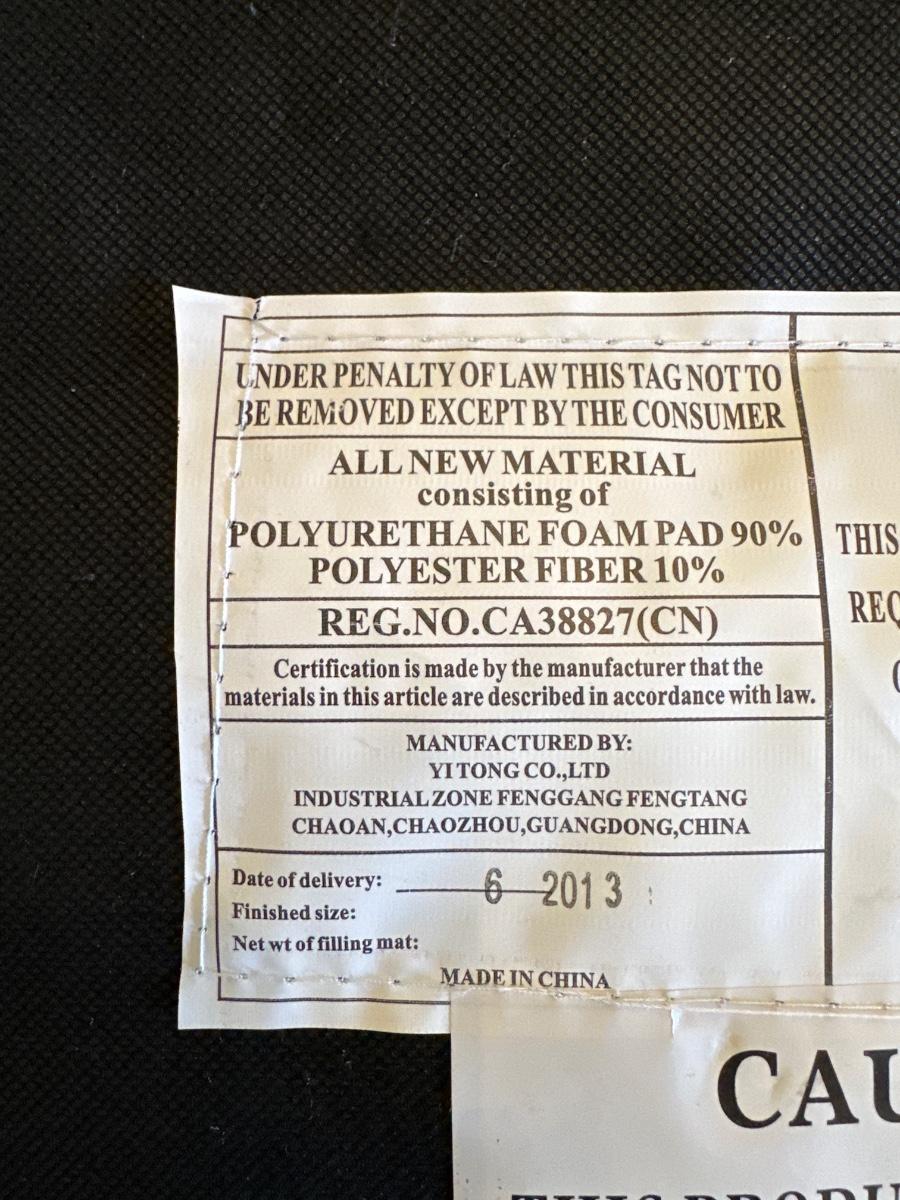 UNDER PENALTY OF LAW THIS TAG NOT TO
BE REMOVED EXCEPT BY THE CONSUMER
ALL NEW MATERIAL
consisting of
POLYURETHANE FOAM PAD 90%
POLYESTER FIBER 10%
REG.NO.CA38827(CN)
Certification is made by the manufacturer that the
materials in this article are described in accordance with law.
MANUFACTURED BY:
YI TONG CO.,LTD
INDUSTRIAL ZONE FENGGANG FENGTANG
CHAOAN,CHAOZHOU,GUANGDONG,CHINA
Date of delivery: 6 2013
Finished size:
Net wt of filling mat:
MADE IN CHINA
THIS